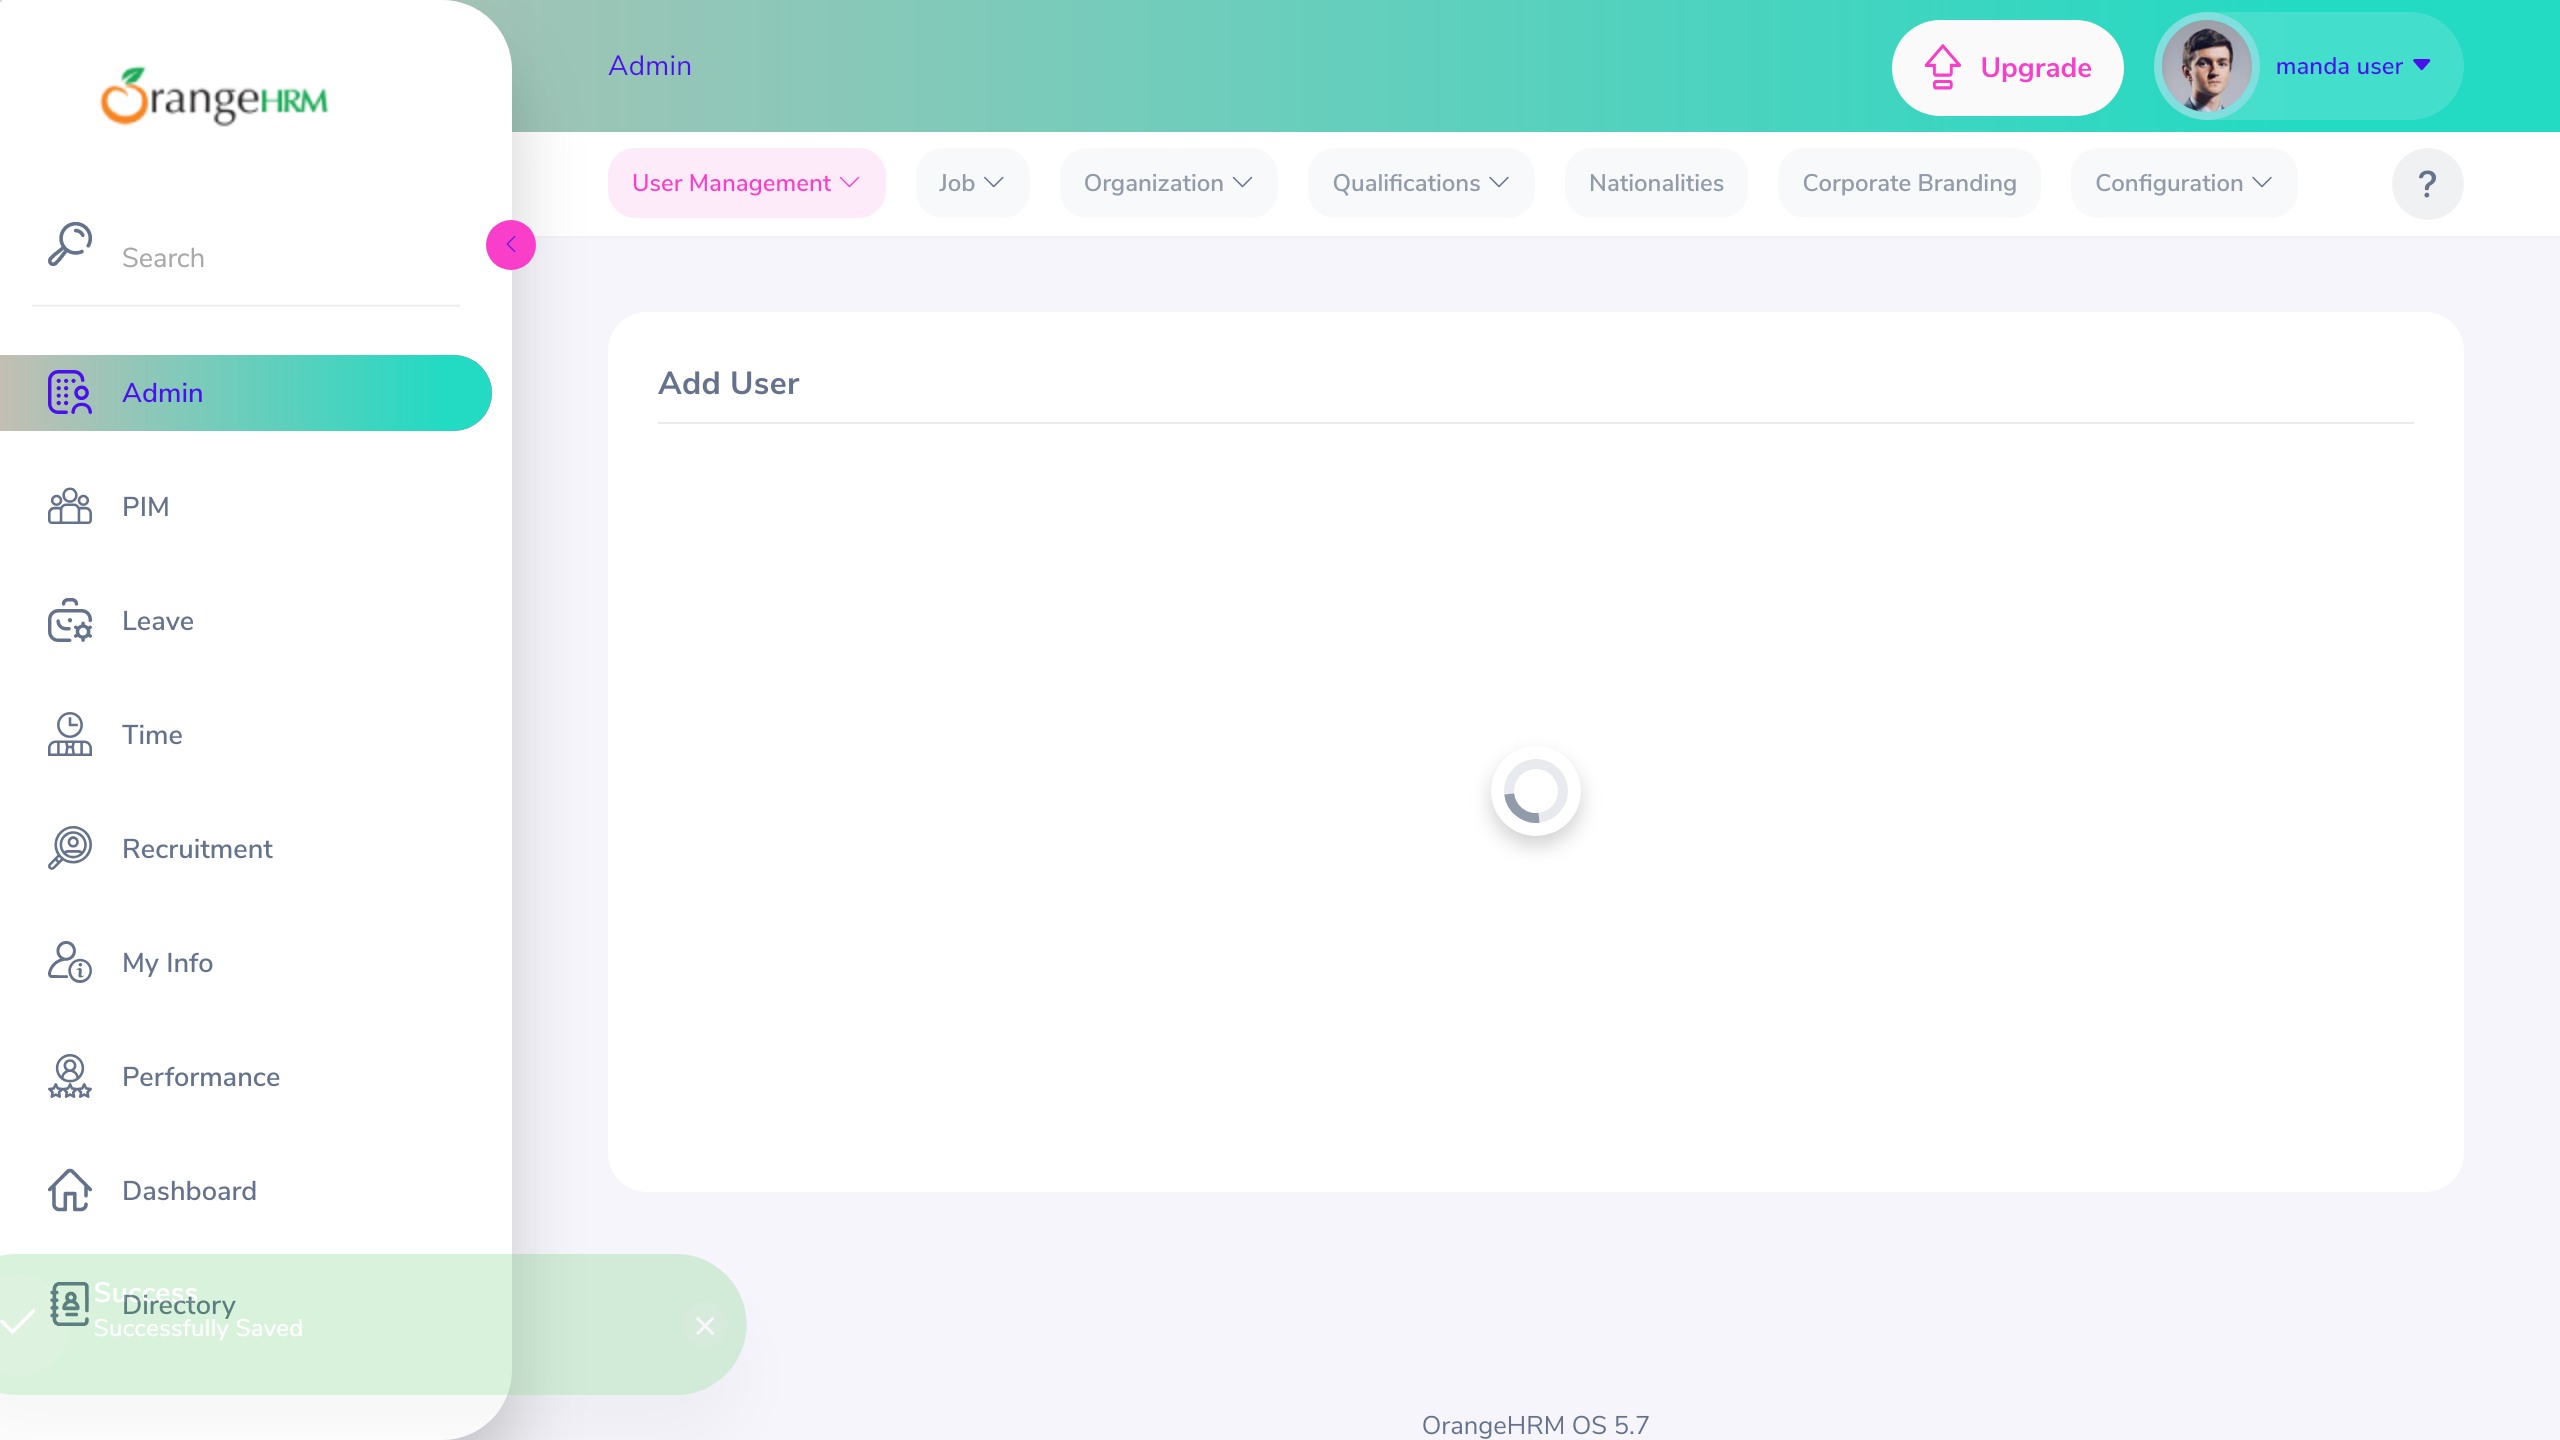 OrangeHRM
Admin
Upgrade
manda user
User Management
Job
Organization
Qualifications
Nationalities
Corporate Branding
Configuration
?
Search
Admin
PIM
Leave
Time
Recruitment
My Info
Performance
Dashboard
Directory
Add User
Success
Successfully Saved
OrangeHRM OS 5.7